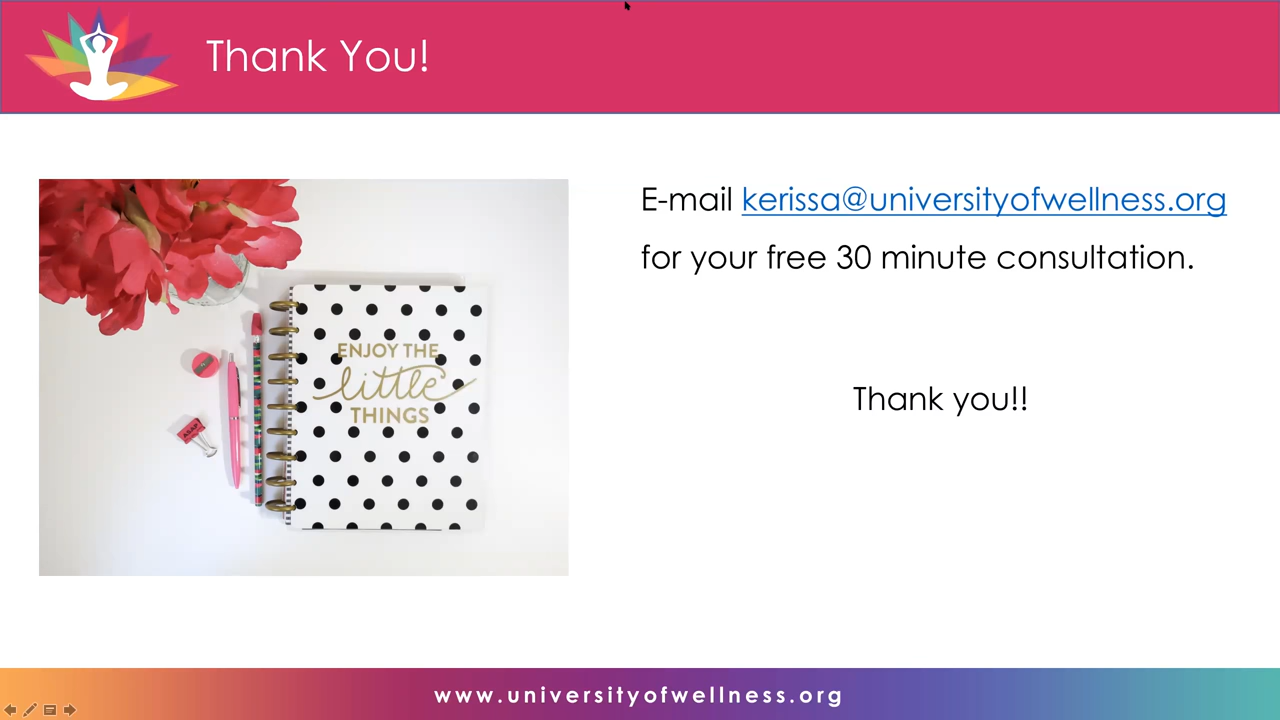 Thank You!
E-mail kerissa@universityofwellness.org
for your free 30 minute consultation.
Thank you!!
ENJOY THE
little
THINGS
ASAP
www.universityofwellness.org